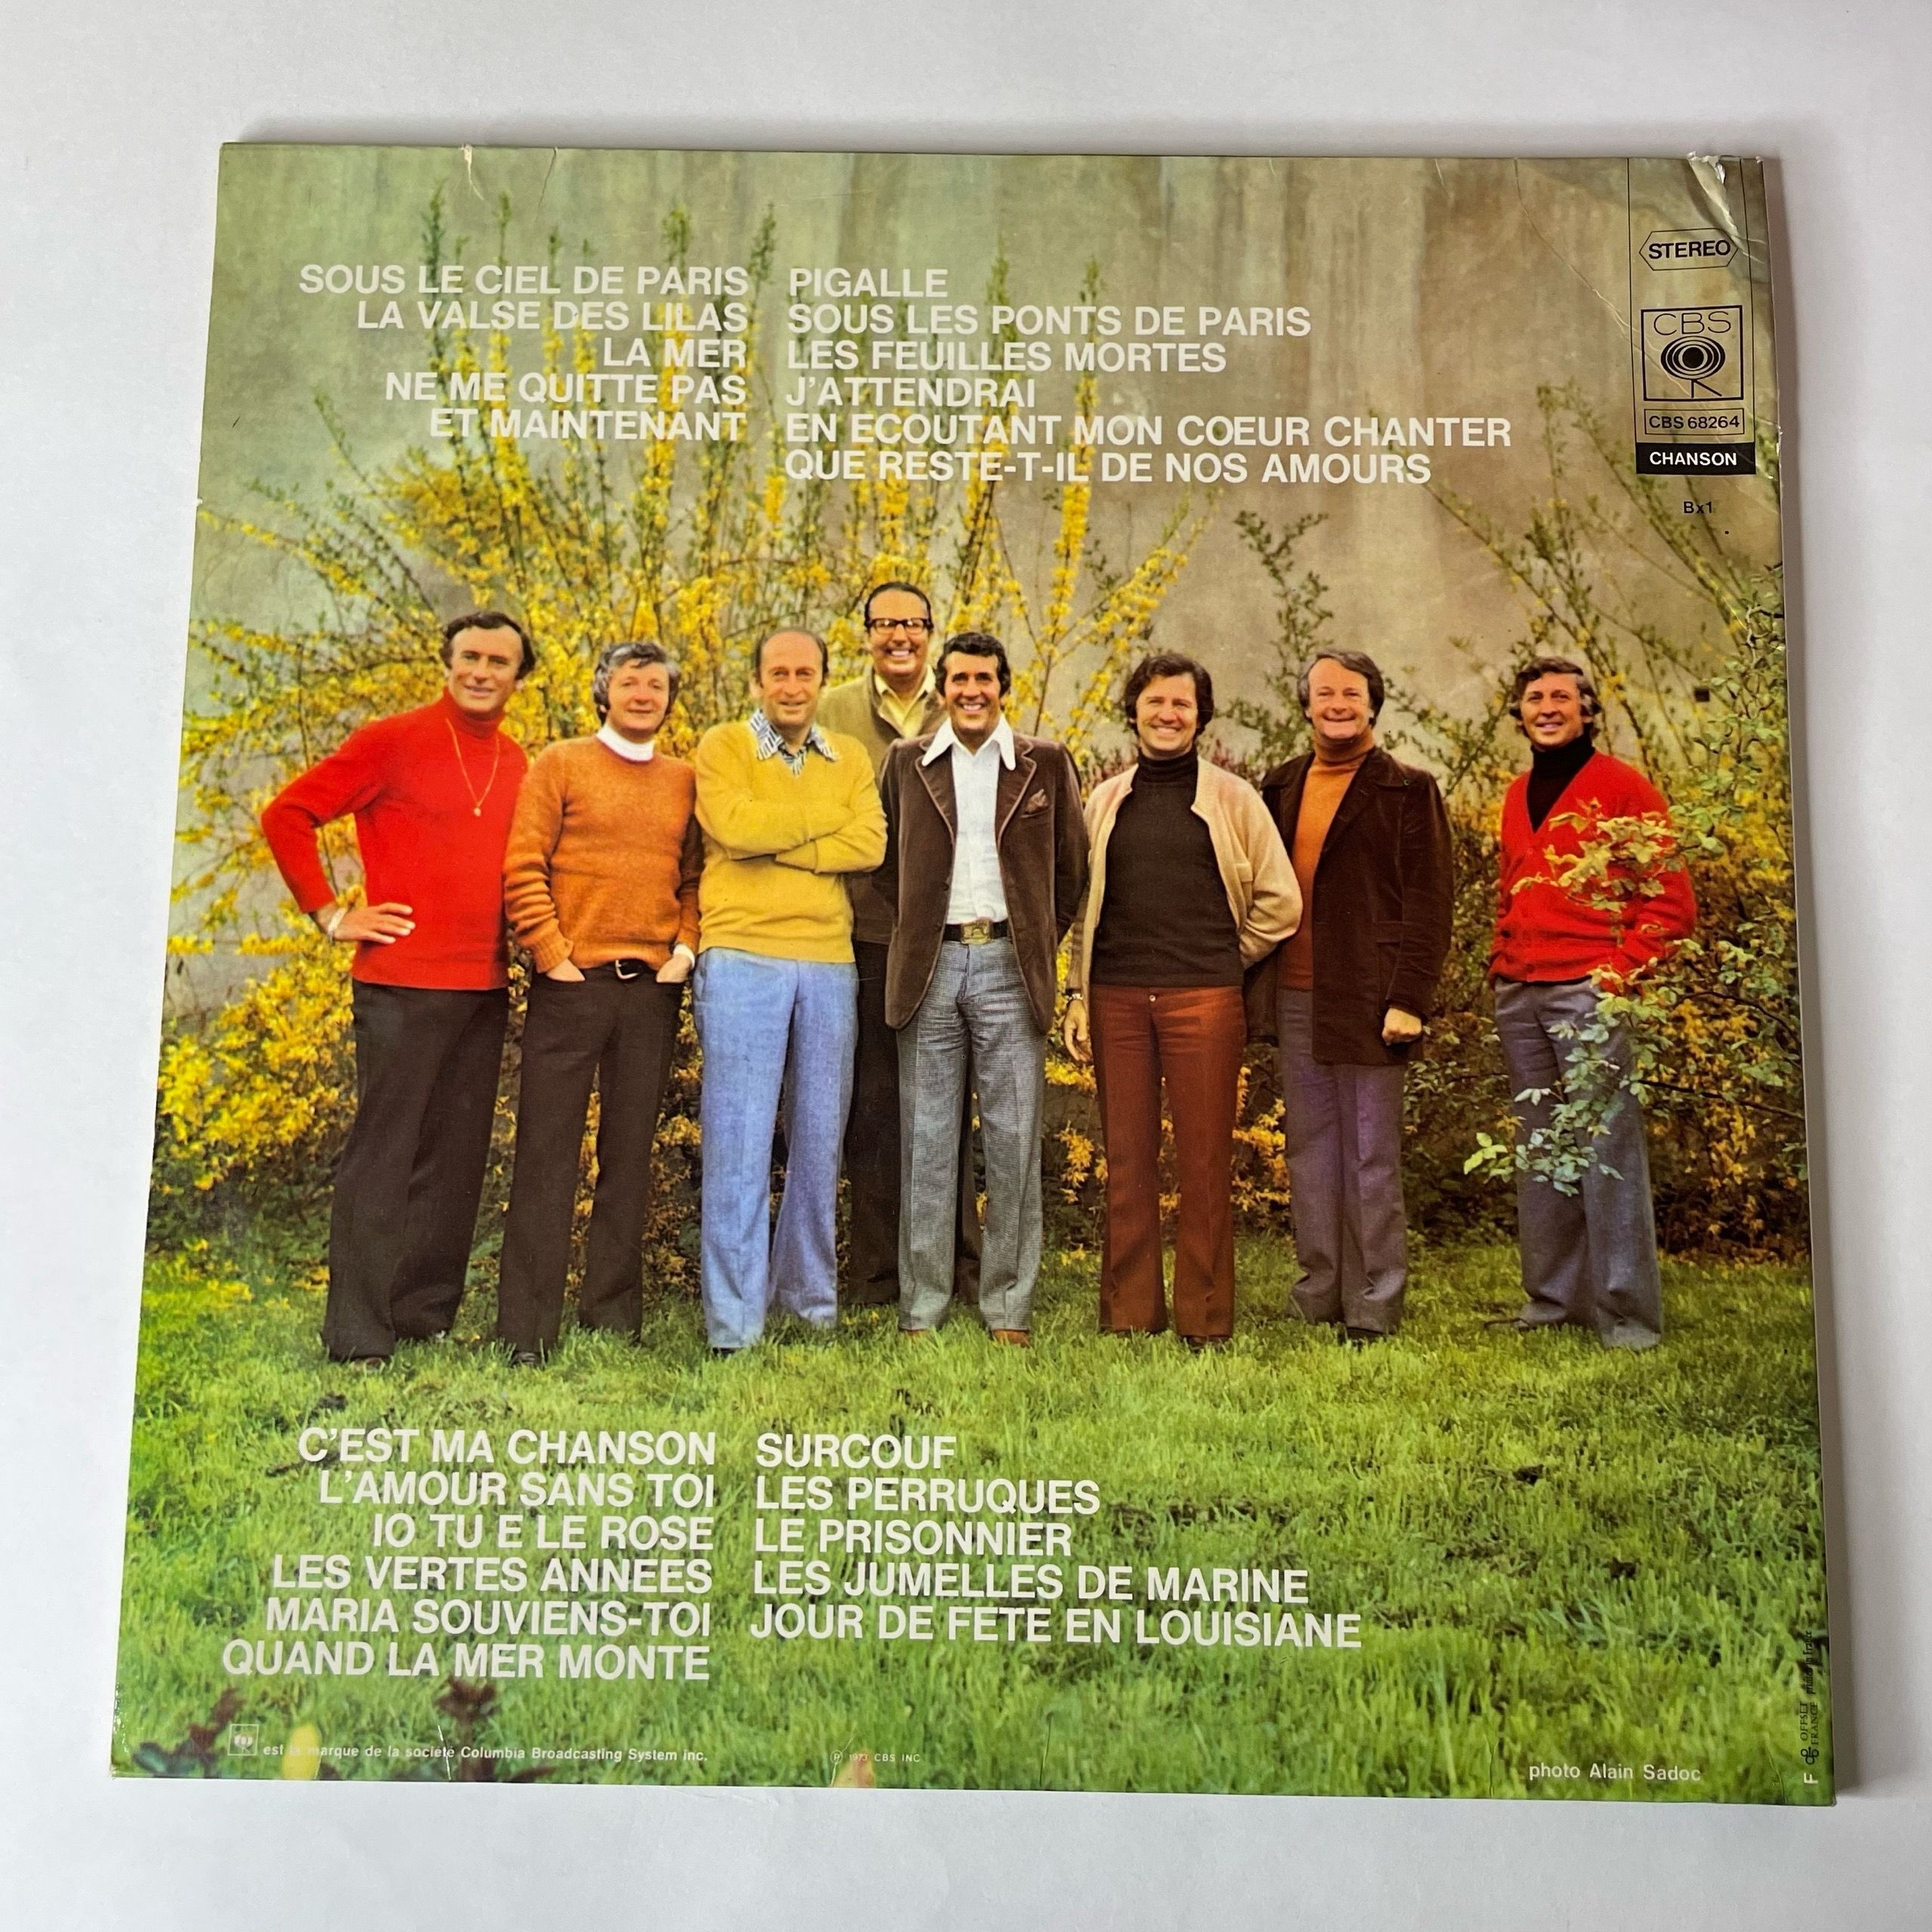 SOUS LE CIEL DE PARIS
LA VALSE DES LILAS
LA MER
NE ME QUITTE PAS
ET MAINTENANT
PIGALLE
SOUS LES PONTS DE PARIS
LES FEUILLES MORTES
J'ATTENDRAI
EN ECOUTANT MON COEUR CHANTER
QUE RESTE-T-IL DE NOS AMOURS
STEREO
CBS
CBS 68264
CHANSON
Bx1
C'EST MA CHANSON
L'AMOUR SANS TOI
IO TU E LE ROSE
LES VERTES ANNEES
MARIA SOUVIENS-TOI
QUAND LA MER MONTE
SURCOUF
LES PERRUQUES
LE PRISONNIER
LES JUMELLES DE MARINE
JOUR DE FETE EN LOUISIANE
est la marque de la societé Columbia Broadcasting System inc.
℗ 1973 CBS INC
photo Alain Sadoc
F
OFFSET
FRANCE